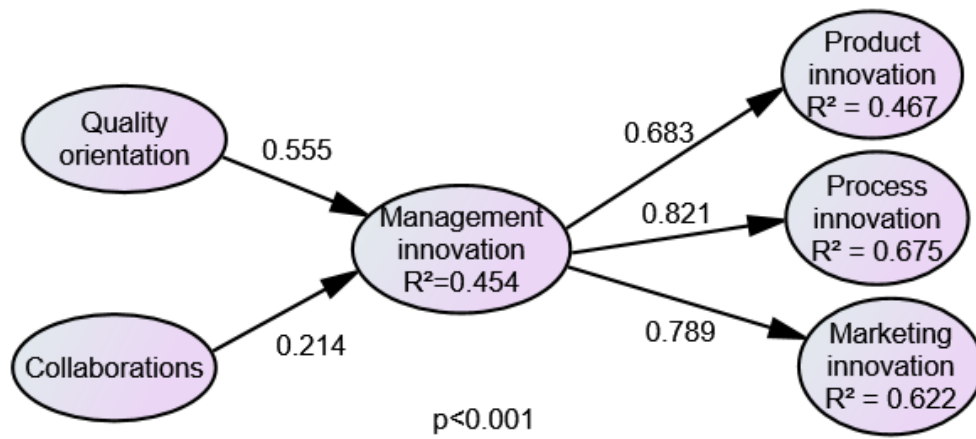 Quality
orientation
0.555
Collaborations
0.214
Management
innovation
R²=0.454
0.683
0.821
0.789
Product
innovation
R² = 0.467
Process
innovation
R² = 0.675
Marketing
innovation
R² = 0.622
p<0.001